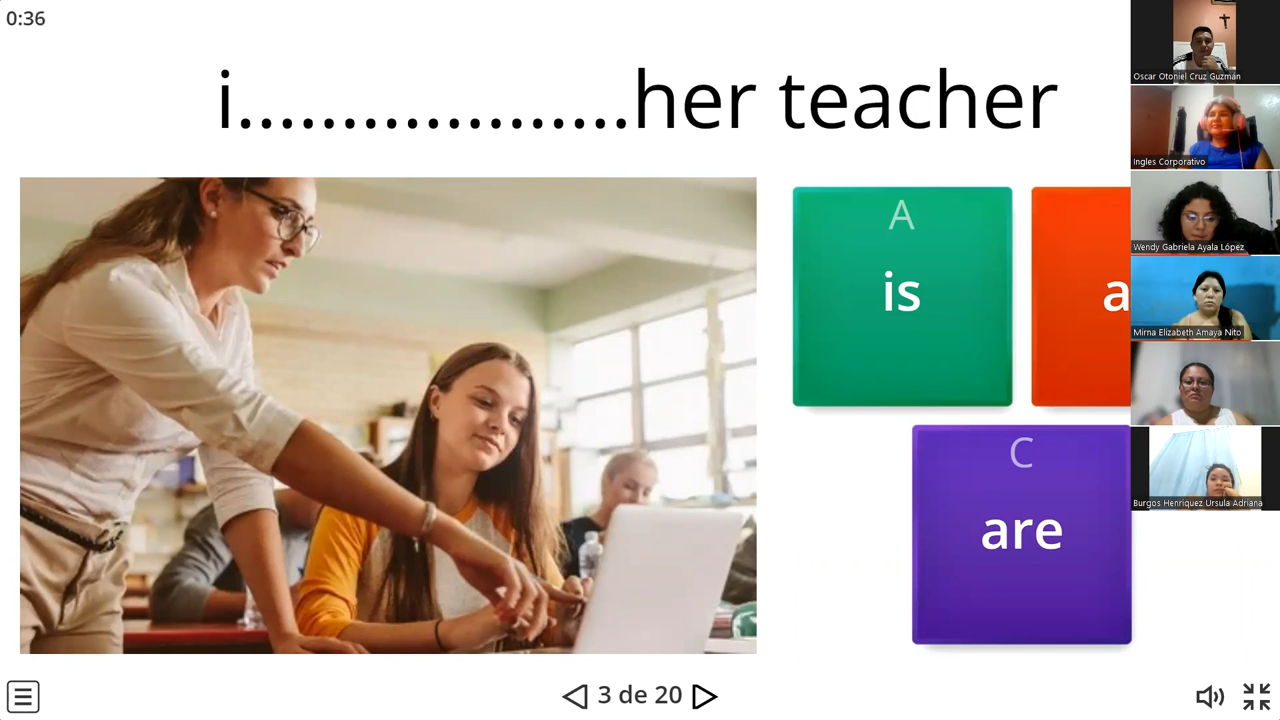 0:36
i...................her teacher
A
is
a
C
are
3 de 20
Oscar Otoniel Cruz Guzmán
Ingles Corporativo
Wendy Gabriela Ayala López
Mirna Elizabeth Amaya Nito
Burgos Henriquez Ursula Adriana